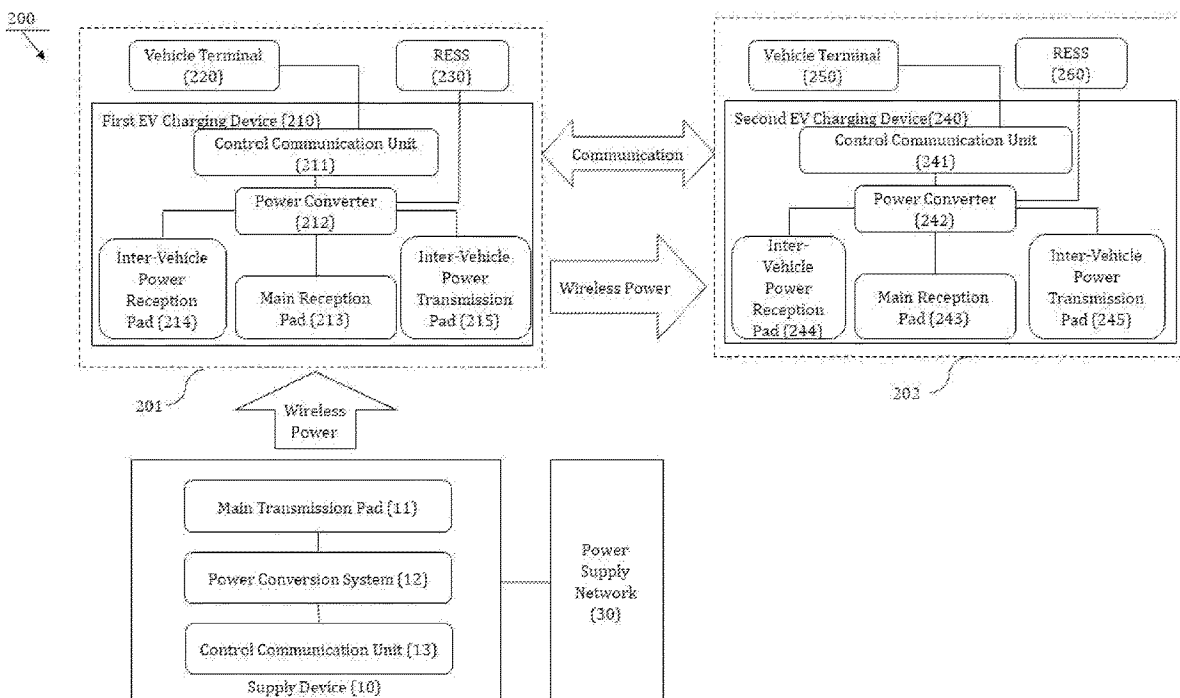 200
Vehicle Terminal
{220}
RESS
{230}
First EV Charging Device {210}
Control Communication Unit
{211}
Power Converter
{212}
Inter-Vehicle
Power
Reception
Pad {214}
Main Reception
Pad {213}
Inter-Vehicle
Power
Transmission
Pad {215}
201
Communication
Wireless Power
Vehicle Terminal
{250}
RESS
{260}
Second EV Charging Device{240}
Control Communication Unit
{241}
Power Converter
{242}
Inter-
Vehicle
Power
Reception
Pad {244}
Main Reception
Pad {243}
Inter-Vehicle
Power
Transmission
Pad {245}
202
Wireless
Power
Main Transmission Pad {11}
Power Conversion System {12}
Control Communication Unit {13}
Supply Device {10}
Power
Supply
Network
{30}